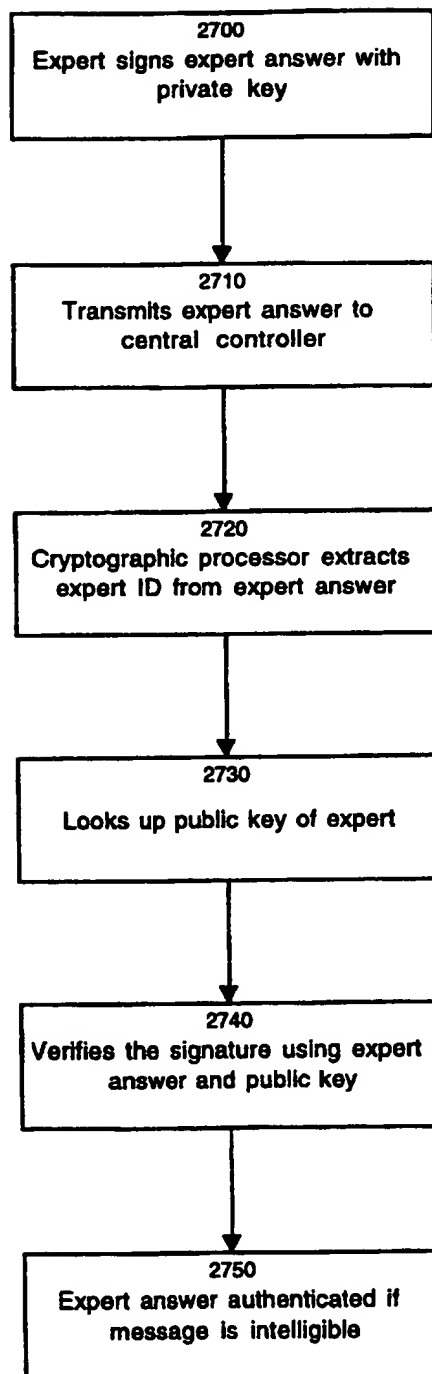 2700
Expert signs expert answer with
private key
2710
Transmits expert answer to
central controller
2720
Cryptographic processor extracts
expert ID from expert answer
2730
Looks up public key of expert
2740
Verifies the signature using expert
answer and public key
2750
Expert answer authenticated if
message is intelligible